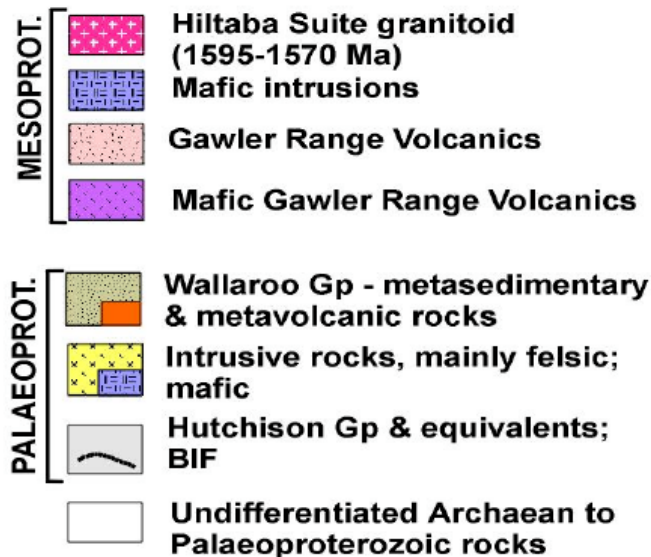 MESOPROT.
Hiltaba Suite granitoid
(1595-1570 Ma)
Mafic intrusions
Gawler Range Volcanics
Mafic Gawler Range Volcanics
PALAEOPROT.
Wallaroo Gp - metasedimentary
& metavolcanic rocks
Intrusive rocks, mainly felsic;
mafic
Hutchison Gp & equivalents;
BIF
Undifferentiated Archaean to
Palaeoproterozoic rocks